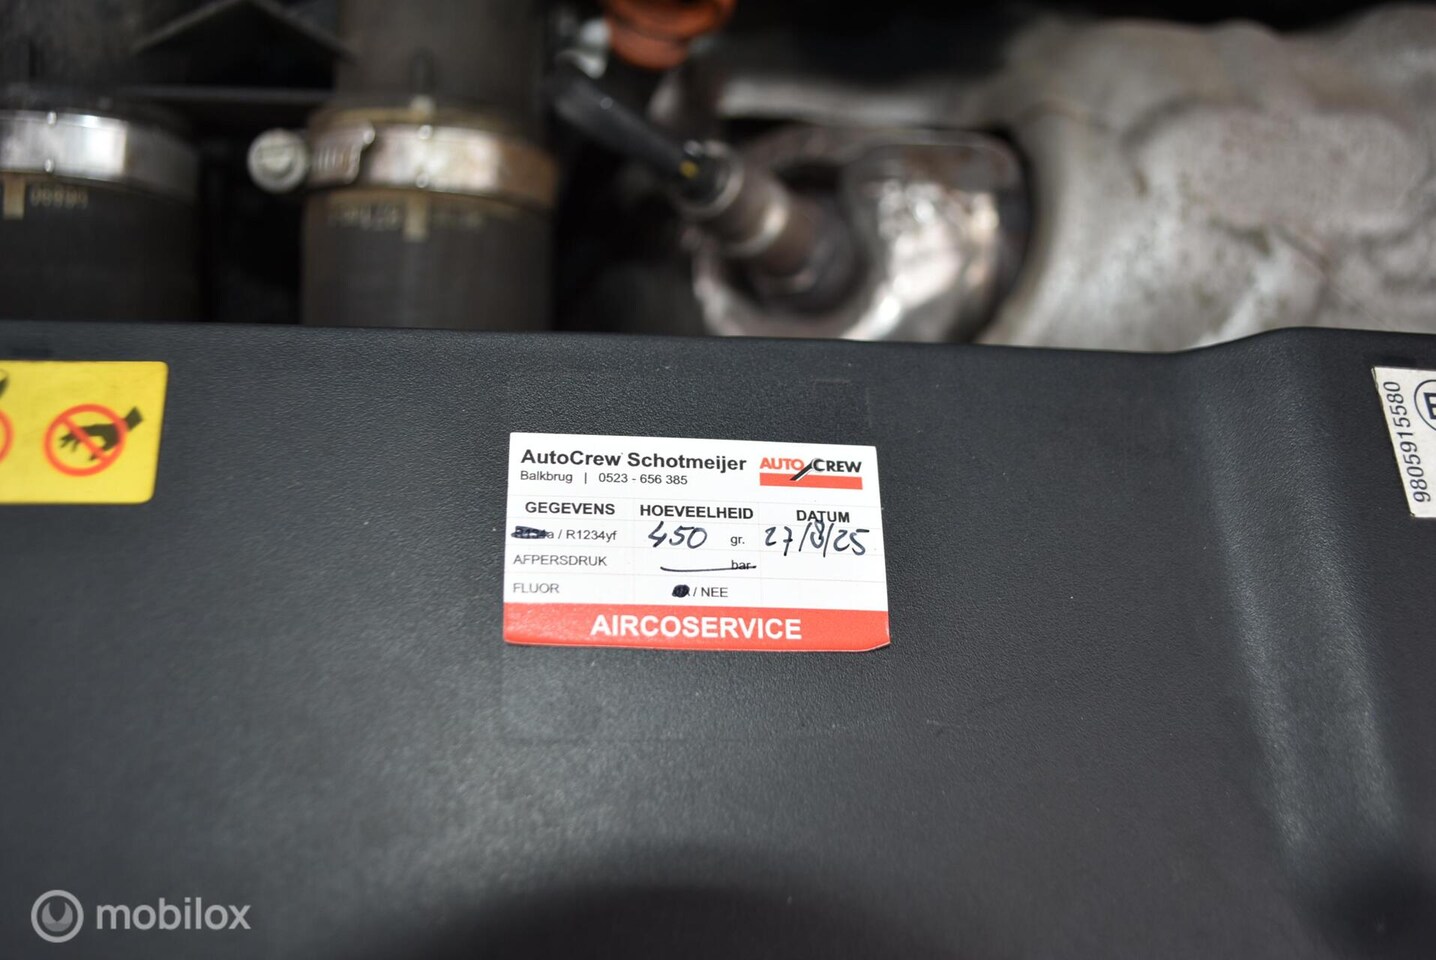 AutoCrew Schotmeijer
AUTO CREW
Balkbrug | 0523 - 656 385
GEGEVENS HOEVEELHEID DATUM
R134a / R1234yf 450 gr. 27/8/25
AFPERSDRUK bar
FLUOR / NEE
AIRCOSERVICE
9805915580
mobilox